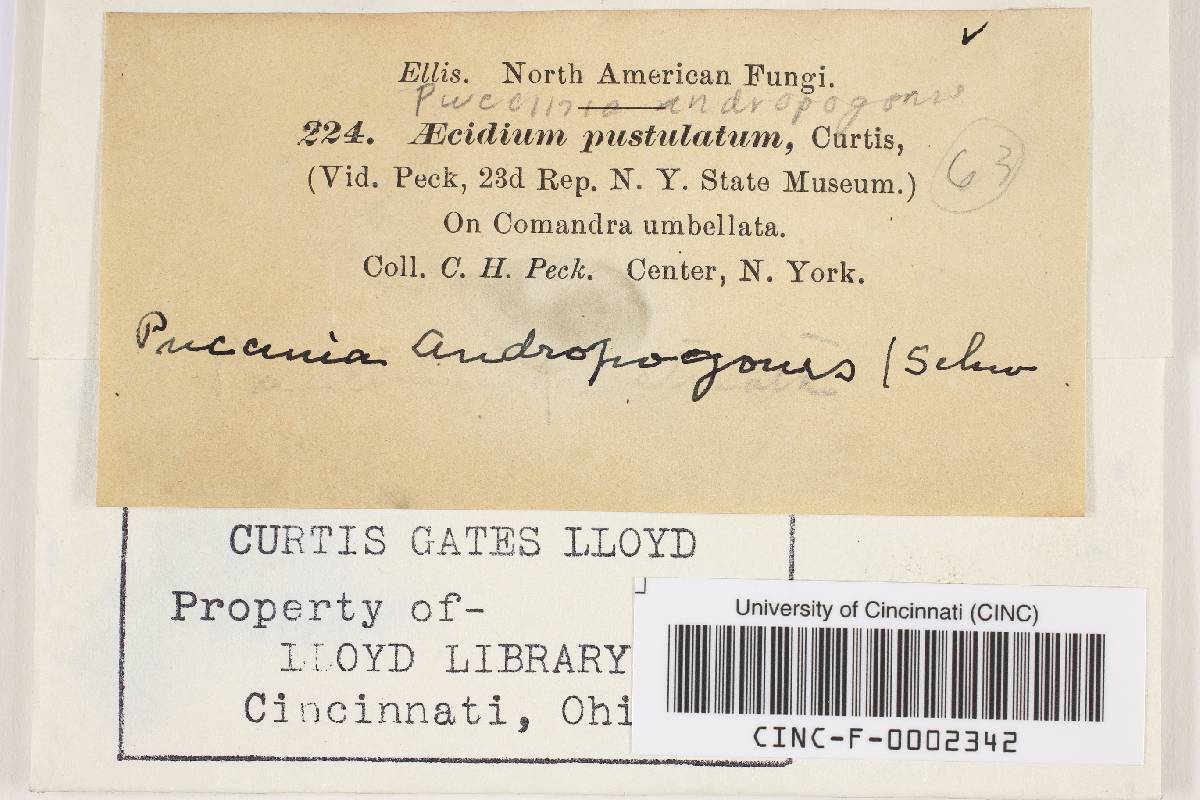 ✓
Ellis. North American Fungi.
Puccinia andropogonis
224. Æcidium pustulatum, Curtis,
(Vid. Peck, 23d Rep. N. Y. State Museum.)
63
On Comandra umbellata.
Coll. C. H. Peck. Center, N. York.
Puccinia Andropogonis (Schw
CURTIS GATES LLOYD
Property of-
LLOYD LIBRARY
Cincinnati, Ohi
University of Cincinnati (CINC)
CINC-F-0002342